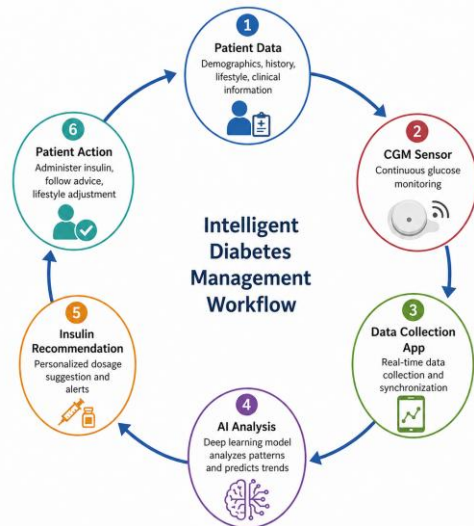 1
Patient Data
Demographics, history,
lifestyle, clinical
information
2
CGM Sensor
Continuous glucose
monitoring
3
Data Collection
App
Real-time data
collection and
synchronization
4
AI Analysis
Deep learning model
analyzes patterns
and predicts trends
5
Insulin
Recommendation
Personalized dosage
suggestion and
alerts
6
Patient Action
Administer insulin,
follow advice,
lifestyle adjustment
Intelligent
Diabetes
Management
Workflow